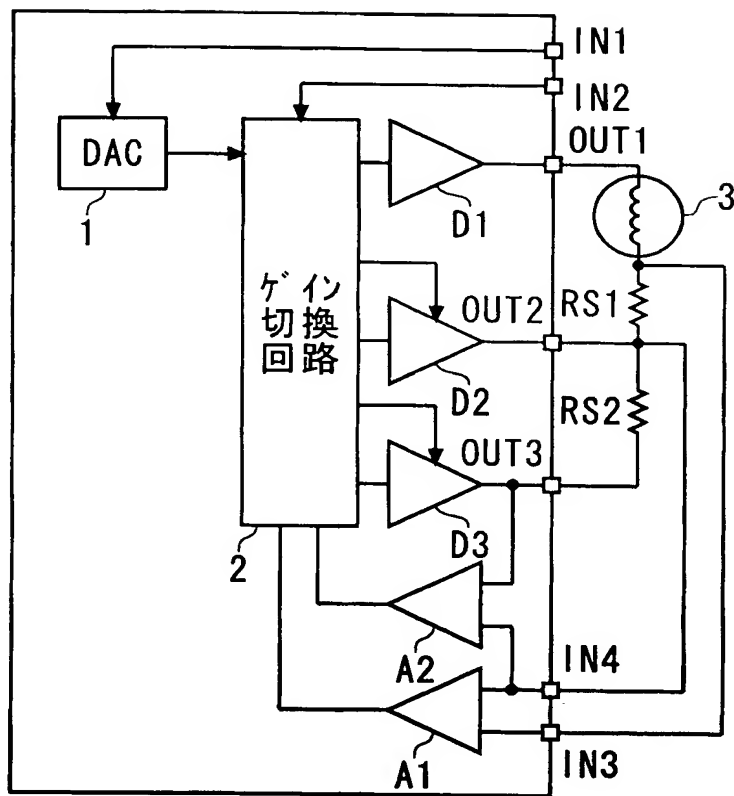 IN1
IN2
DAC
1
OUT1
D1
3
ｹﾞｲﾝ
切換
回路
OUT2
RS1
D2
RS2
OUT3
D3
2
A2
IN4
A1
IN3